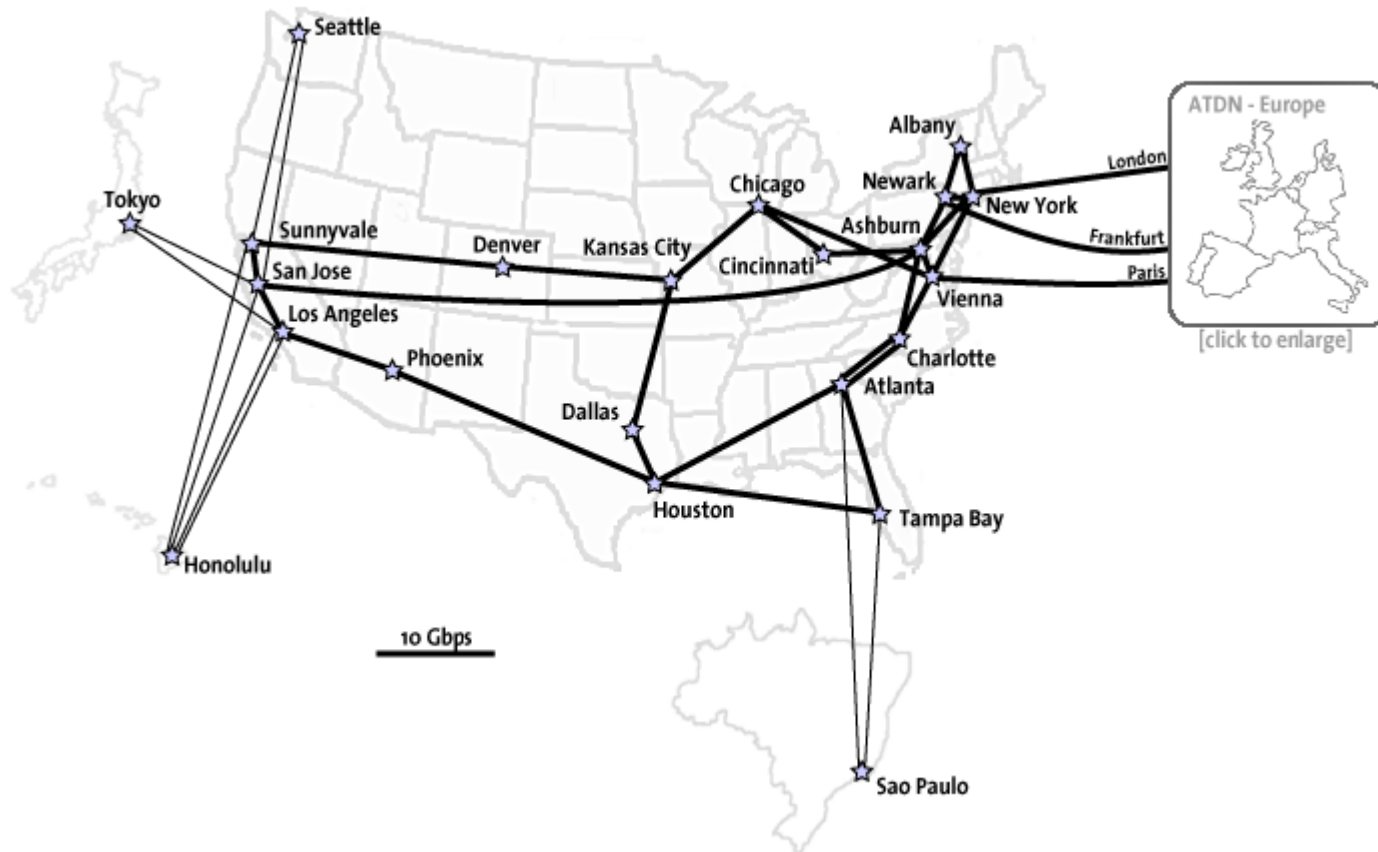 Seattle
ATDN - Europe
Albany
London
Chicago
Newark
Tokyo
New York
Ashburn
Sunnyvale
Frankfurt
Denver
Kansas City
Cincinnati
San Jose
Paris
Vienna
Los Angeles
[click to enlarge]
Phoenix
Charlotte
Atlanta
Dallas
Houston
Tampa Bay
Honolulu
10 Gbps
Sao Paulo